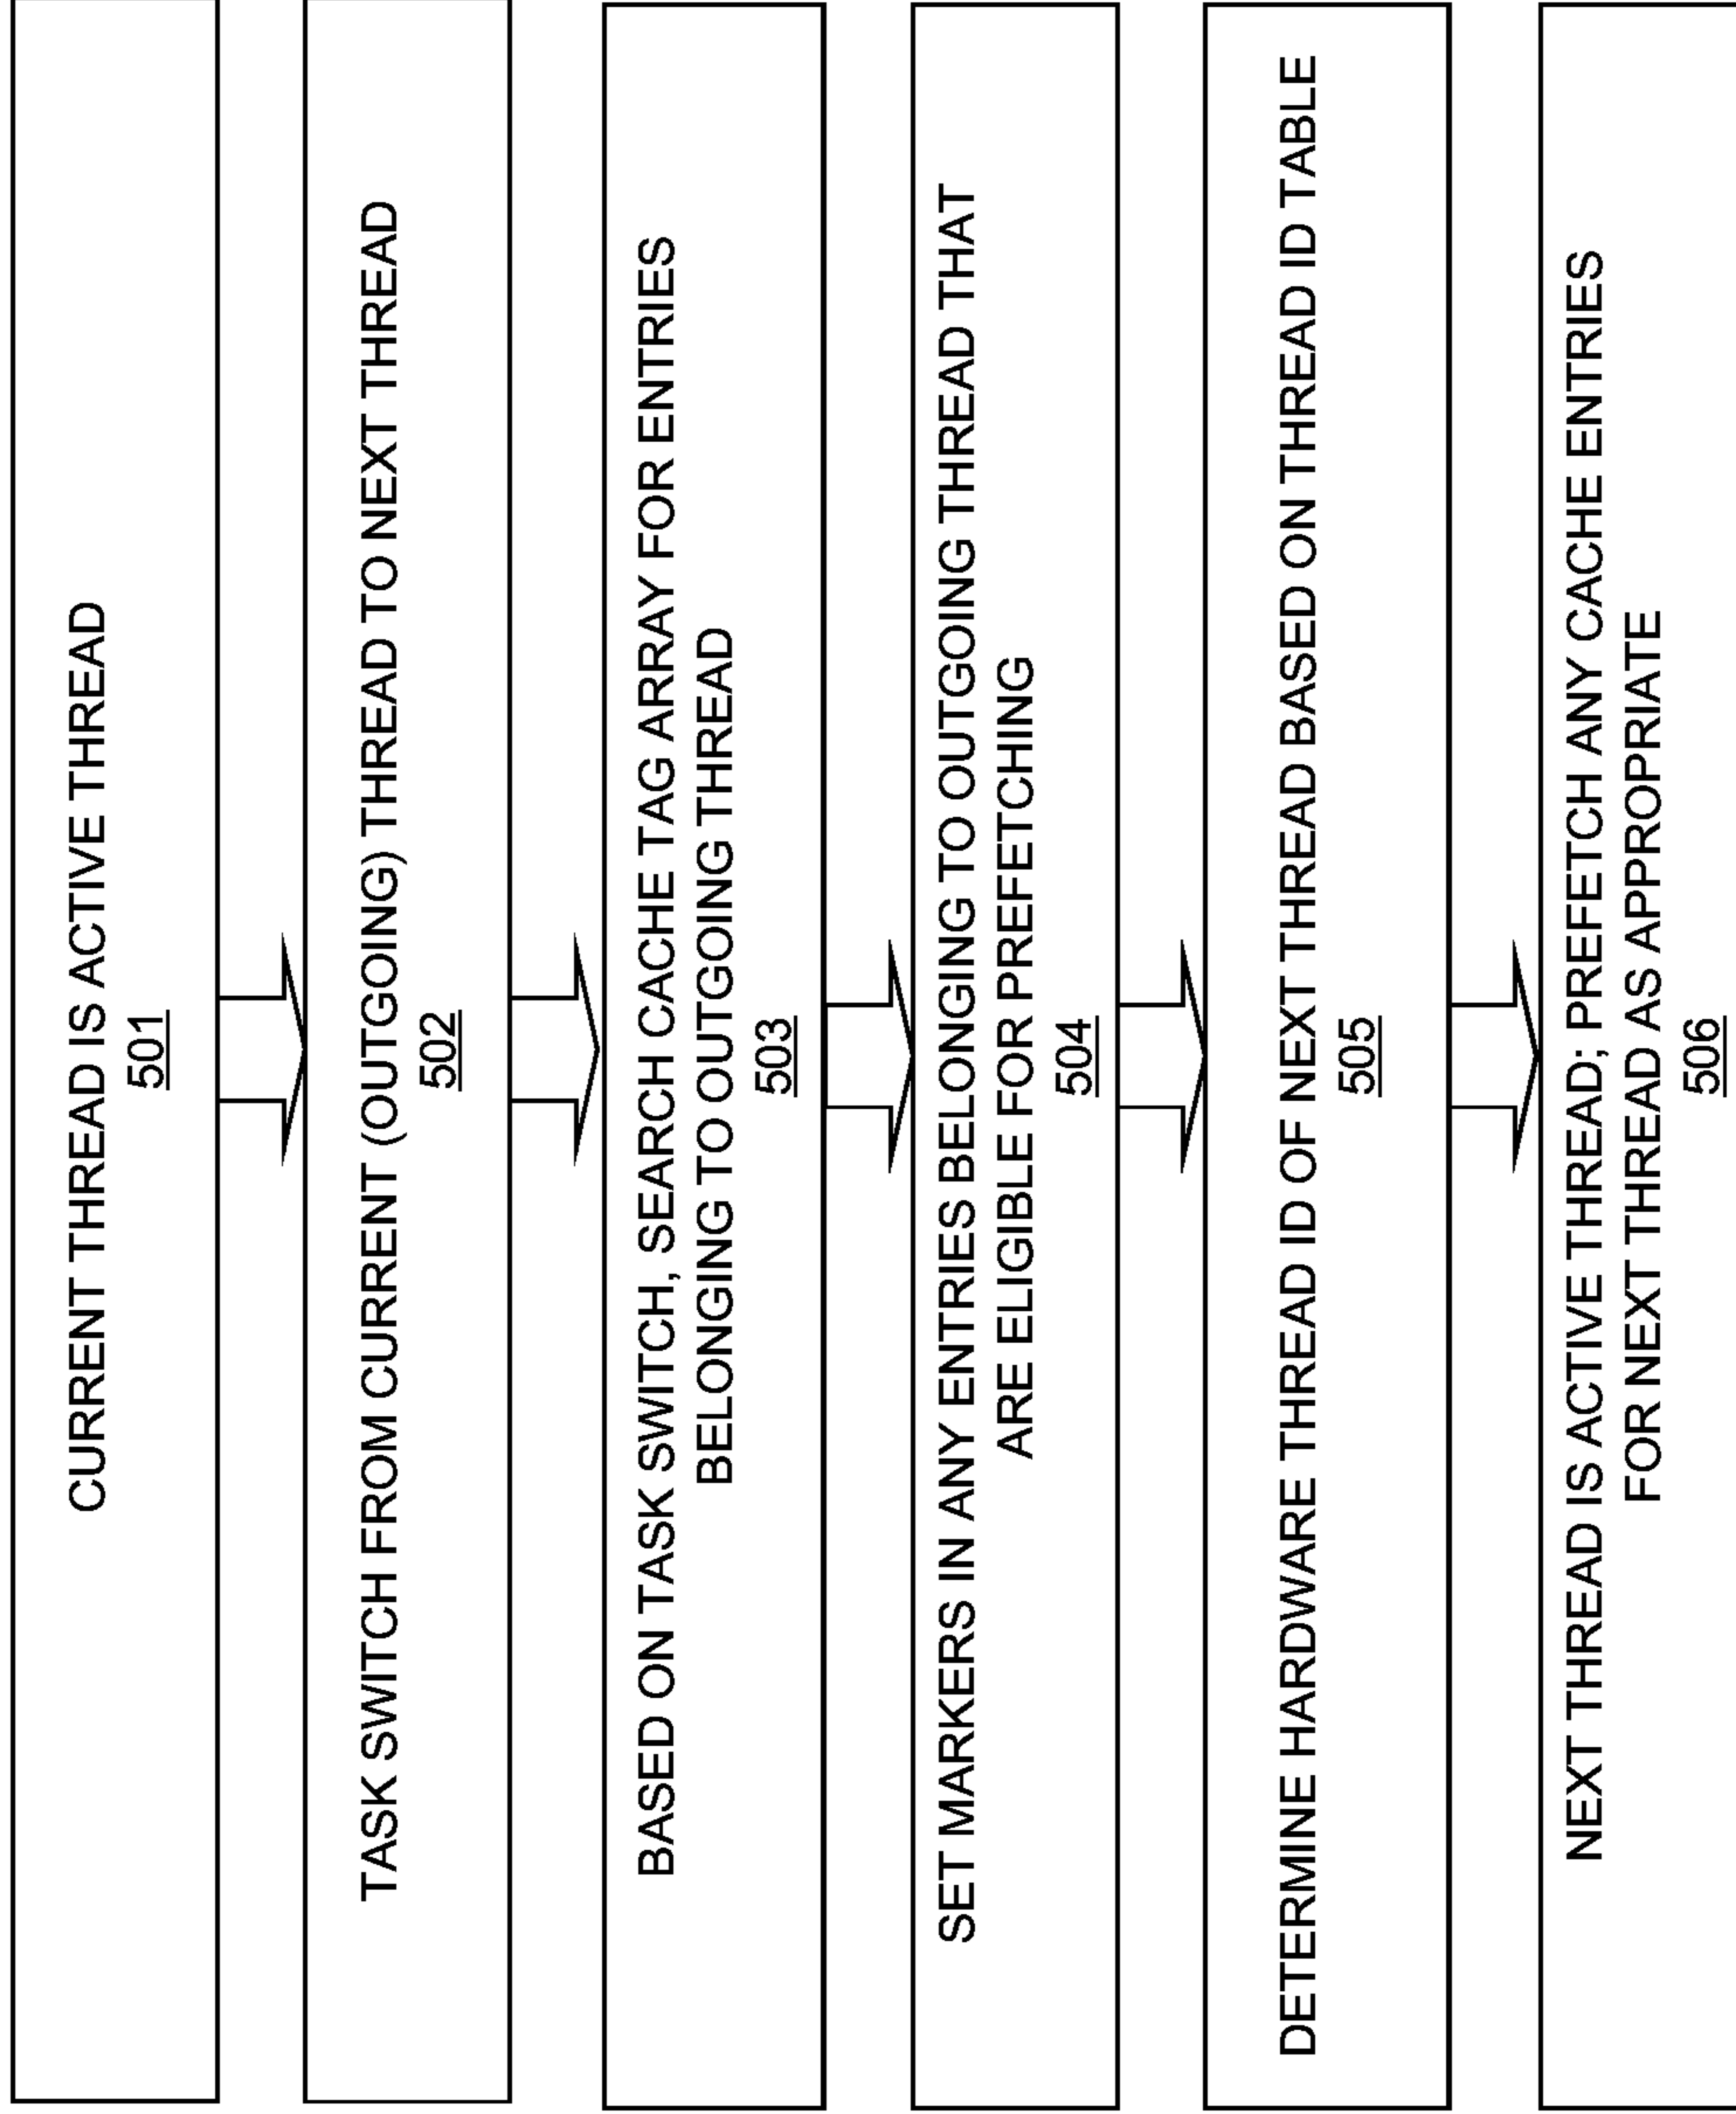 CURRENT THREAD IS ACTIVE THREAD
501
TASK SWITCH FROM CURRENT (OUTGOING) THREAD TO NEXT THREAD
502
BASED ON TASK SWITCH, SEARCH CACHE TAG ARRAY FOR ENTRIES
BELONGING TO OUTGOING THREAD
503
SET MARKERS IN ANY ENTRIES BELONGING TO OUTGOING THREAD THAT
ARE ELIGIBLE FOR PREFETCHING
504
DETERMINE HARDWARE THREAD ID OF NEXT THREAD BASED ON THREAD ID TABLE
505
NEXT THREAD IS ACTIVE THREAD; PREFETCH ANY CACHE ENTRIES
FOR NEXT THREAD AS APPROPRIATE
506